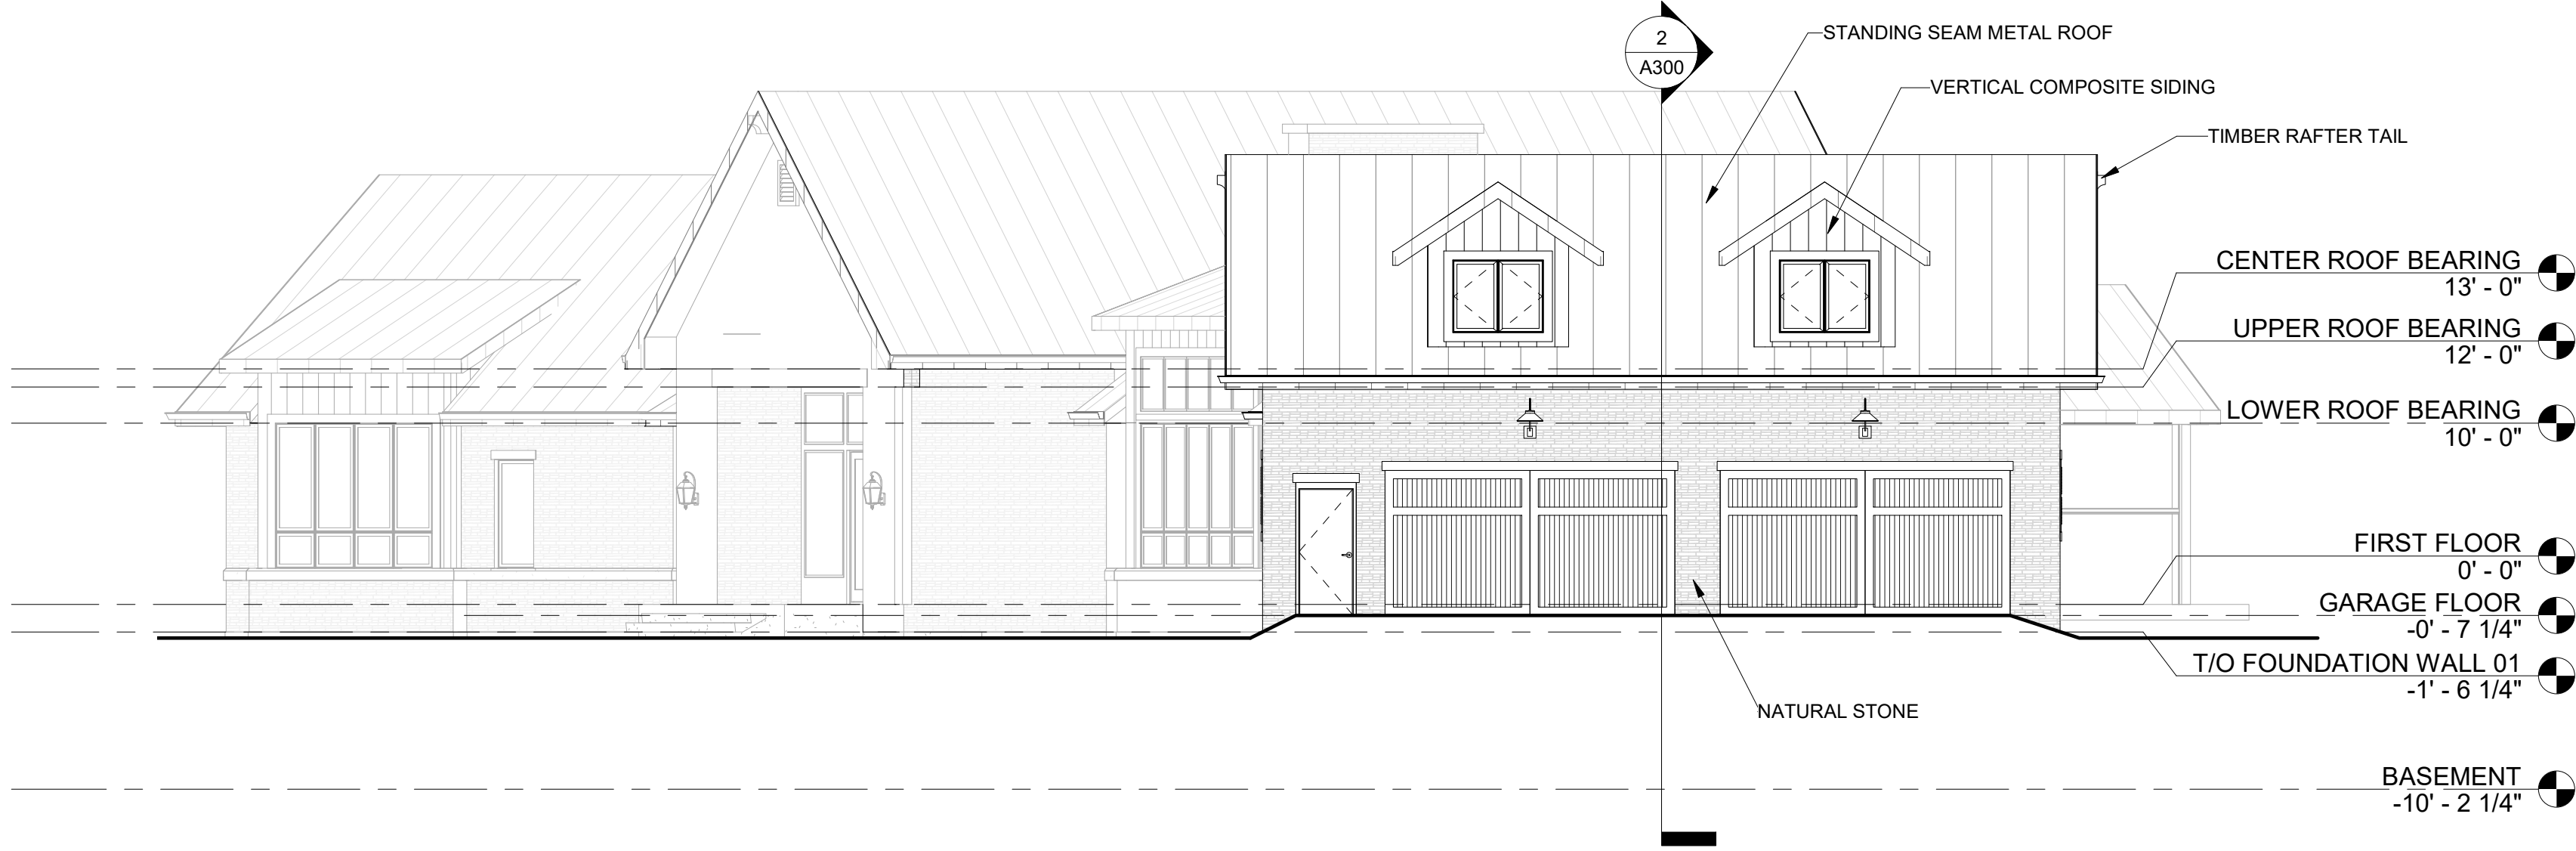 2
A300
STANDING SEAM METAL ROOF
VERTICAL COMPOSITE SIDING
TIMBER RAFTER TAIL
CENTER ROOF BEARING
13' - 0"
UPPER ROOF BEARING
12' - 0"
LOWER ROOF BEARING
10' - 0"
FIRST FLOOR
0' - 0"
GARAGE FLOOR
-0' - 7 1/4"
T/O FOUNDATION WALL 01
-1' - 6 1/4"
NATURAL STONE
BASEMENT
-10' - 2 1/4"